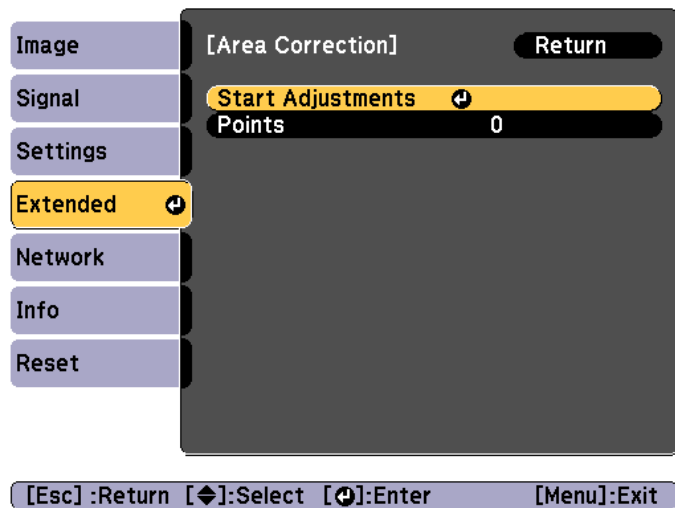 Image
Signal
Settings
Extended
Network
Info
Reset
[Area Correction] Return
Start Adjustments
Points 0
[Esc] :Return [ ]:Select [ ]:Enter [Menu]:Exit